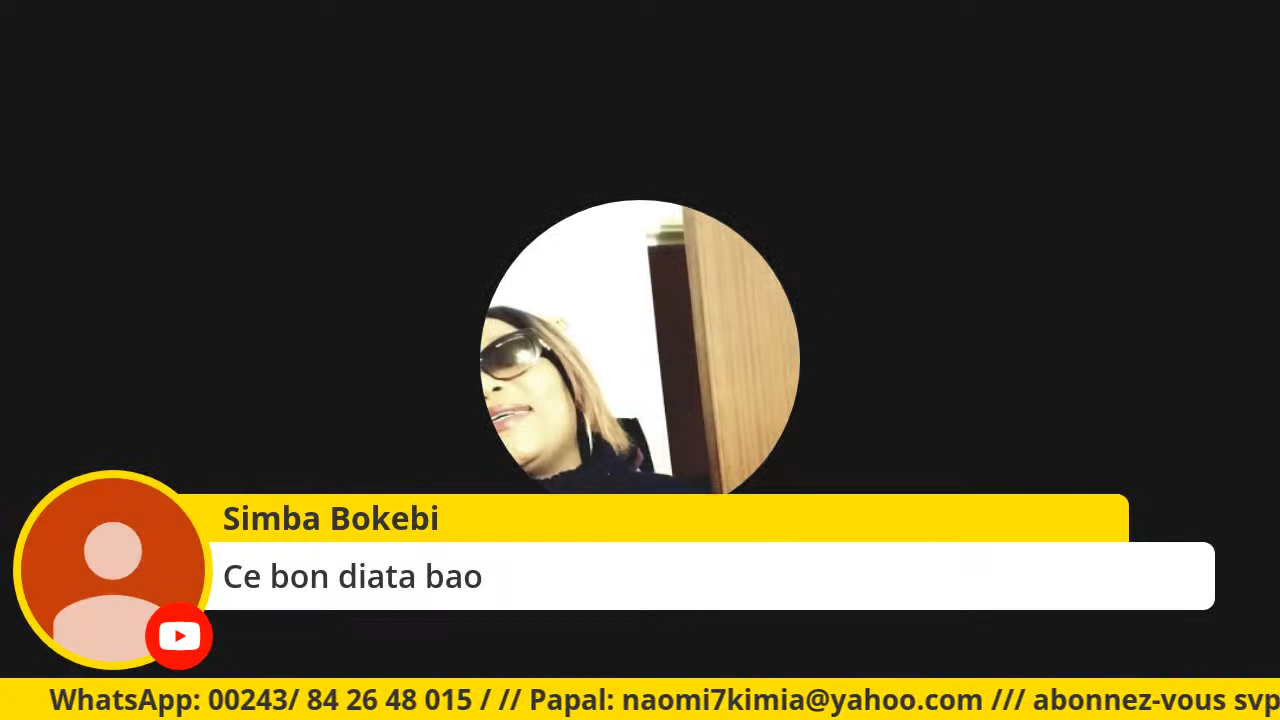 Simba Bokebi
Ce bon diata bao
WhatsApp: 00243/ 84 26 48 015 / // Papal: naomi7kimia@yahoo.com /// abonnez-vous svp